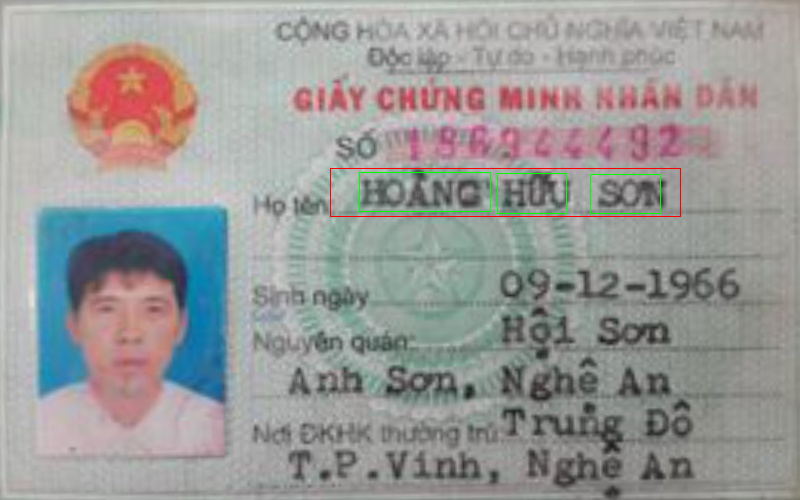 CỘNG HÒA XÃ HỘI CHỦ NGHĨA VIỆT NAM
Độc lập - Tự do - Hạnh phúc
GIẤY CHỨNG MINH NHÂN DÂN
SỐ 186944492
Họ tên HOÀNG HỮU SƠN
Sinh ngày 09-12-1966
Nguyên quán: Hội Sơn
Anh Sơn, Nghệ An
Nơi ĐKHK thường trú Trung Đô
T.P.Vinh, Nghệ An